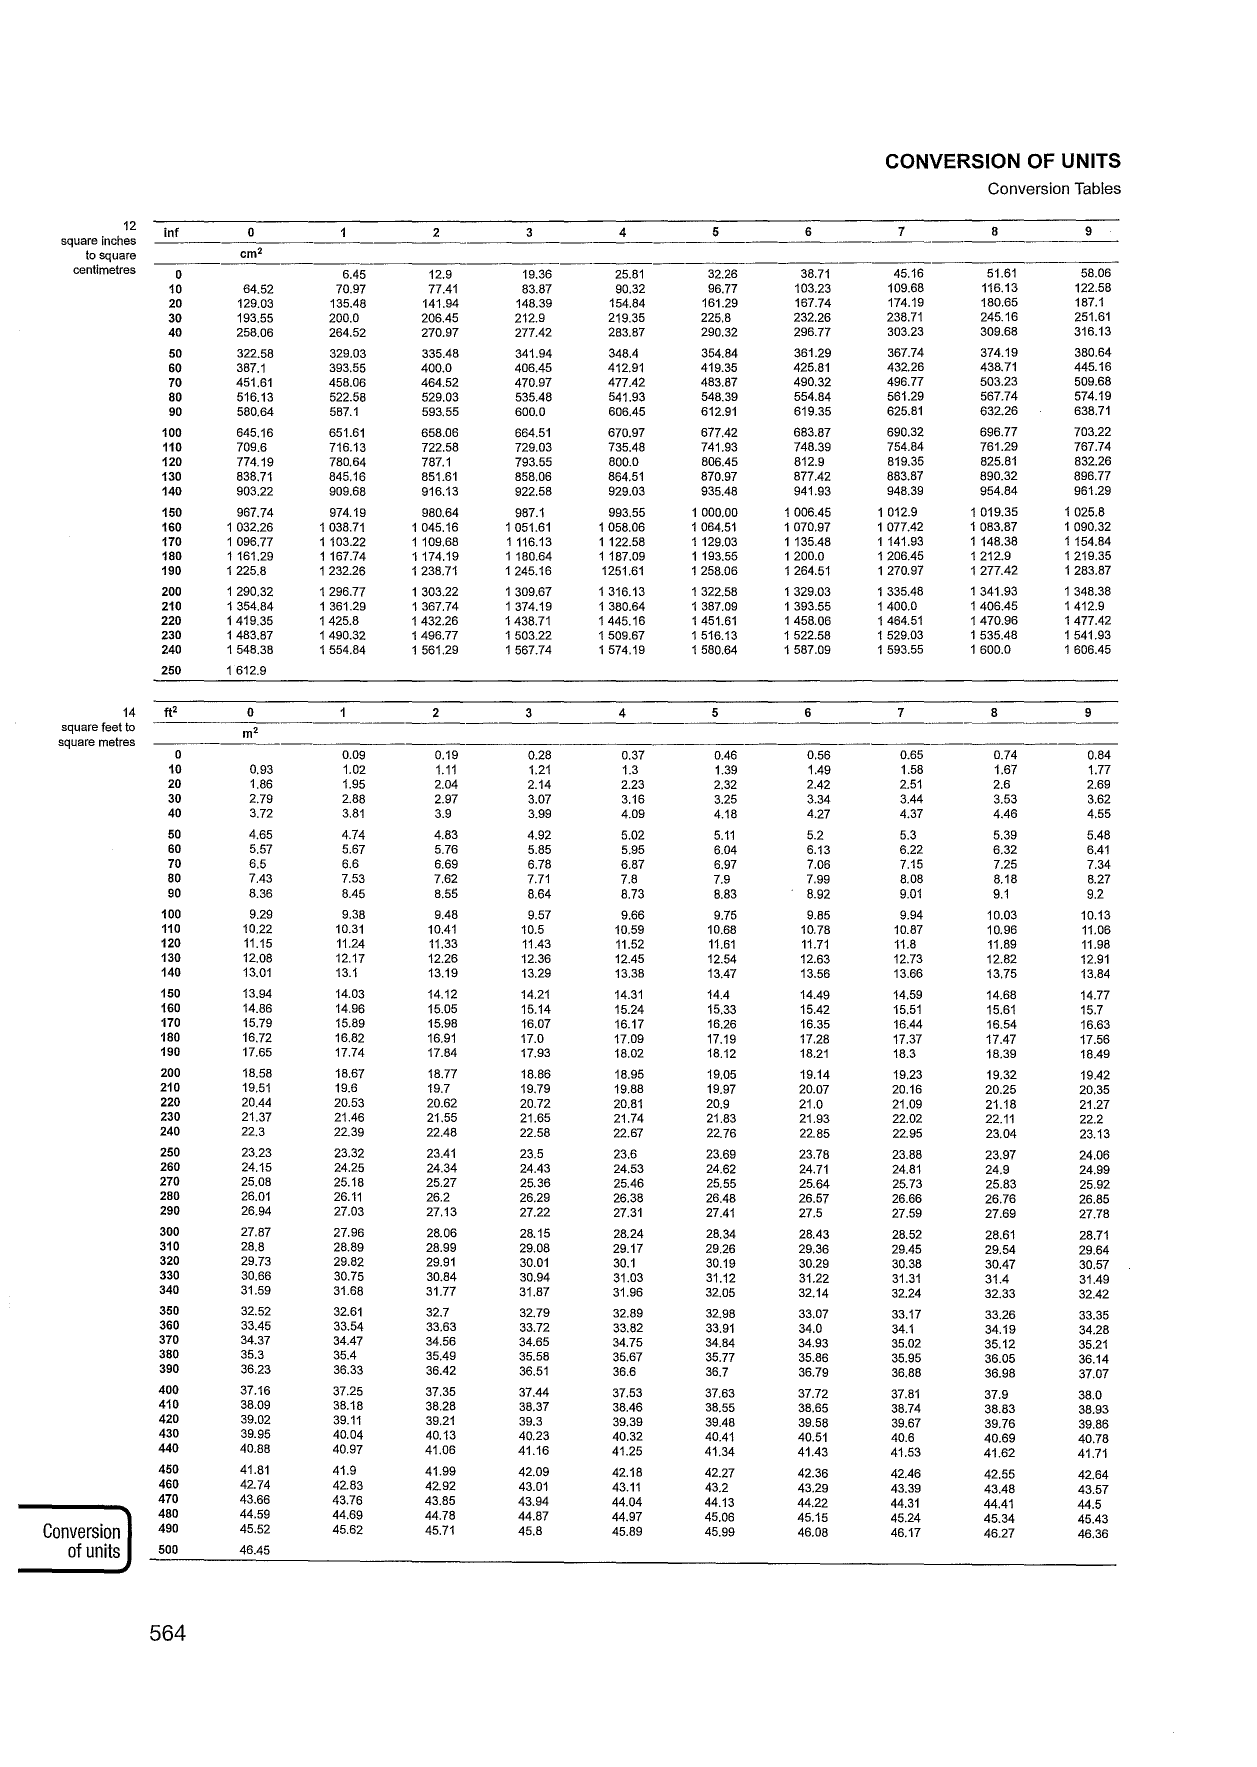 CONVERSION OF UNITS
Conversion Tables
12
square inches
to square
centimetres
inf 0 1 2 3 4 5 6 7 8 9
cm²
0 6.45 12.9 19.36 25.81 32.26 38.71 45.16 51.61 58.06
10 64.52 70.97 77.41 83.87 90.32 96.77 103.23 109.68 116.13 122.58
20 129.03 135.48 141.94 148.39 154.84 161.29 167.74 174.19 180.65 187.1
30 193.55 200.0 206.45 212.9 219.35 225.8 232.26 238.71 245.16 251.61
40 258.06 264.52 270.97 277.42 283.87 290.32 296.77 303.23 309.68 316.13
50 322.58 329.03 335.48 341.94 348.4 354.84 361.29 367.74 374.19 380.64
60 387.1 393.55 400.0 406.45 412.91 419.35 425.81 432.26 438.71 445.16
70 451.61 458.06 464.52 470.97 477.42 483.87 490.32 496.77 503.23 509.68
80 516.13 522.58 529.03 535.48 541.93 548.39 554.84 561.29 567.74 574.19
90 580.64 587.1 593.55 600.0 606.45 612.91 619.35 625.81 632.26 638.71
100 645.16 651.61 658.06 664.51 670.97 677.42 683.87 690.32 696.77 703.22
110 709.6 716.13 722.58 729.03 735.48 741.93 748.39 754.84 761.29 767.74
120 774.19 780.64 787.1 793.55 800.0 806.45 812.9 819.35 825.81 832.26
130 838.71 845.16 851.61 858.06 864.51 870.97 877.42 883.87 890.32 896.77
140 903.22 909.68 916.13 922.58 929.03 935.48 941.93 948.39 954.84 961.29
150 967.74 974.19 980.64 987.1 993.55 1 000.00 1 006.45 1 012.9 1 019.35 1 025.8
160 1 032.26 1 038.71 1 045.16 1 051.61 1 058.06 1 064.51 1 070.97 1 077.42 1 083.87 1 090.32
170 1 096.77 1 103.22 1 109.68 1 116.13 1 122.58 1 129.03 1 135.48 1 141.93 1 148.38 1 154.84
180 1 161.29 1 167.74 1 174.19 1 180.64 1 187.09 1 193.55 1 200.0 1 206.45 1 212.9 1 219.35
190 1 225.8 1 232.26 1 238.71 1 245.16 1251.61 1 258.06 1 264.51 1 270.97 1 277.42 1 283.87
200 1 290.32 1 296.77 1 303.22 1 309.67 1 316.13 1 322.58 1 329.03 1 335.48 1 341.93 1 348.38
210 1 354.84 1 361.29 1 367.74 1 374.19 1 380.64 1 387.09 1 393.55 1 400.0 1 406.45 1 412.9
220 1 419.35 1 425.8 1 432.26 1 438.71 1 445.16 1 451.61 1 458.06 1 464.51 1 470.96 1 477.42
230 1 483.87 1 490.32 1 496.77 1 503.22 1 509.67 1 516.13 1 522.58 1 529.03 1 535.48 1 541.93
240 1 548.38 1 554.84 1 561.29 1 567.74 1 574.19 1 580.64 1 587.09 1 593.55 1 600.0 1 606.45
250 1 612.9
14
square feet to
square metres
ft² 0 1 2 3 4 5 6 7 8 9
m²
0 0.09 0.19 0.28 0.37 0.46 0.56 0.65 0.74 0.84
10 0.93 1.02 1.11 1.21 1.3 1.39 1.49 1.58 1.67 1.77
20 1.86 1.95 2.04 2.14 2.23 2.32 2.42 2.51 2.6 2.69
30 2.79 2.88 2.97 3.07 3.16 3.25 3.34 3.44 3.53 3.62
40 3.72 3.81 3.9 3.99 4.09 4.18 4.27 4.37 4.46 4.55
50 4.65 4.74 4.83 4.92 5.02 5.11 5.2 5.3 5.39 5.48
60 5.57 5.67 5.76 5.85 5.95 6.04 6.13 6.22 6.32 6.41
70 6.5 6.6 6.69 6.78 6.87 6.97 7.06 7.15 7.25 7.34
80 7.43 7.53 7.62 7.71 7.8 7.9 7.99 8.08 8.18 8.27
90 8.36 8.45 8.55 8.64 8.73 8.83 8.92 9.01 9.1 9.2
100 9.29 9.38 9.48 9.57 9.66 9.75 9.85 9.94 10.03 10.13
110 10.22 10.31 10.41 10.5 10.59 10.68 10.78 10.87 10.96 11.06
120 11.15 11.24 11.33 11.43 11.52 11.61 11.71 11.8 11.89 11.98
130 12.08 12.17 12.26 12.36 12.45 12.54 12.63 12.73 12.82 12.91
140 13.01 13.1 13.19 13.29 13.38 13.47 13.56 13.66 13.75 13.84
150 13.94 14.03 14.12 14.21 14.31 14.4 14.49 14.59 14.68 14.77
160 14.86 14.96 15.05 15.14 15.24 15.33 15.42 15.51 15.61 15.7
170 15.79 15.89 15.98 16.07 16.17 16.26 16.35 16.44 16.54 16.63
180 16.72 16.82 16.91 17.0 17.09 17.19 17.28 17.37 17.47 17.56
190 17.65 17.74 17.84 17.93 18.02 18.12 18.21 18.3 18.39 18.49
200 18.58 18.67 18.77 18.86 18.95 19.05 19.14 19.23 19.32 19.42
210 19.51 19.6 19.7 19.79 19.88 19.97 20.07 20.16 20.25 20.35
220 20.44 20.53 20.62 20.72 20.81 20.9 21.0 21.09 21.18 21.27
230 21.37 21.46 21.55 21.65 21.74 21.83 21.93 22.02 22.11 22.2
240 22.3 22.39 22.48 22.58 22.67 22.76 22.85 22.95 23.04 23.13
250 23.23 23.32 23.41 23.5 23.6 23.69 23.78 23.88 23.97 24.06
260 24.15 24.25 24.34 24.43 24.53 24.62 24.71 24.81 24.9 24.99
270 25.08 25.18 25.27 25.36 25.46 25.55 25.64 25.73 25.83 25.92
280 26.01 26.11 26.2 26.29 26.38 26.48 26.57 26.66 26.76 26.85
290 26.94 27.03 27.13 27.22 27.31 27.41 27.5 27.59 27.69 27.78
300 27.87 27.96 28.06 28.15 28.24 28.34 28.43 28.52 28.61 28.71
310 28.8 28.89 28.99 29.08 29.17 29.26 29.36 29.45 29.54 29.64
320 29.73 29.82 29.91 30.01 30.1 30.19 30.29 30.38 30.47 30.57
330 30.66 30.75 30.84 30.94 31.03 31.12 31.22 31.31 31.4 31.49
340 31.59 31.68 31.77 31.87 31.96 32.05 32.14 32.24 32.33 32.42
350 32.52 32.61 32.7 32.79 32.89 32.98 33.07 33.17 33.26 33.35
360 33.45 33.54 33.63 33.72 33.82 33.91 34.0 34.1 34.19 34.28
370 34.37 34.47 34.56 34.65 34.75 34.84 34.93 35.02 35.12 35.21
380 35.3 35.4 35.49 35.58 35.67 35.77 35.86 35.95 36.05 36.14
390 36.23 36.33 36.42 36.51 36.6 36.7 36.79 36.88 36.98 37.07
400 37.16 37.25 37.35 37.44 37.53 37.63 37.72 37.81 37.9 38.0
410 38.09 38.18 38.28 38.37 38.46 38.55 38.65 38.74 38.83 38.93
420 39.02 39.11 39.21 39.3 39.39 39.48 39.58 39.67 39.76 39.86
430 39.95 40.04 40.13 40.23 40.32 40.41 40.51 40.6 40.69 40.78
440 40.88 40.97 41.06 41.16 41.25 41.34 41.43 41.53 41.62 41.71
450 41.81 41.9 41.99 42.09 42.18 42.27 42.36 42.46 42.55 42.64
460 42.74 42.83 42.92 43.01 43.11 43.2 43.29 43.39 43.48 43.57
470 43.66 43.76 43.85 43.94 44.04 44.13 44.22 44.31 44.41 44.5
480 44.59 44.69 44.78 44.87 44.97 45.06 45.15 45.24 45.34 45.43
490 45.52 45.62 45.71 45.8 45.89 45.99 46.08 46.17 46.27 46.36
500 46.45
Conversion
of units
564